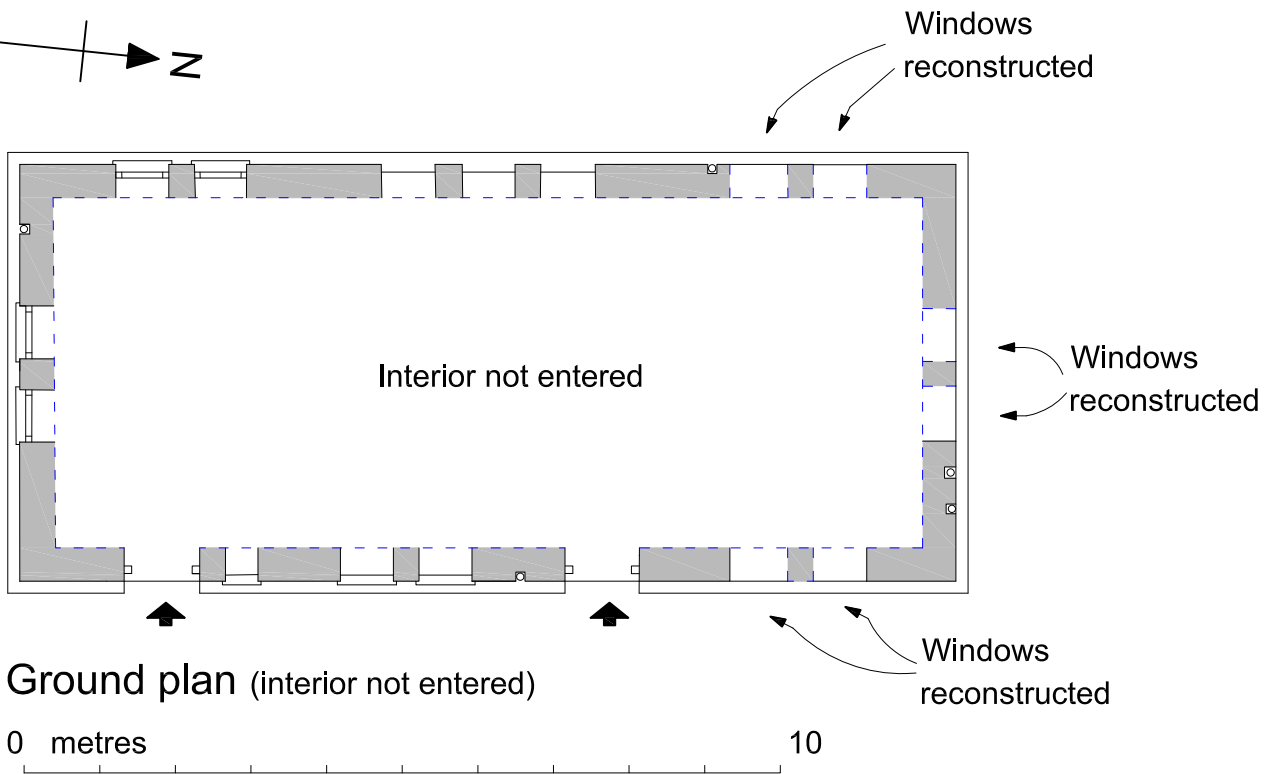 Windows
reconstructed
N
Interior not entered
Windows
reconstructed
Windows
reconstructed
Ground plan (interior not entered)
0 metres 10